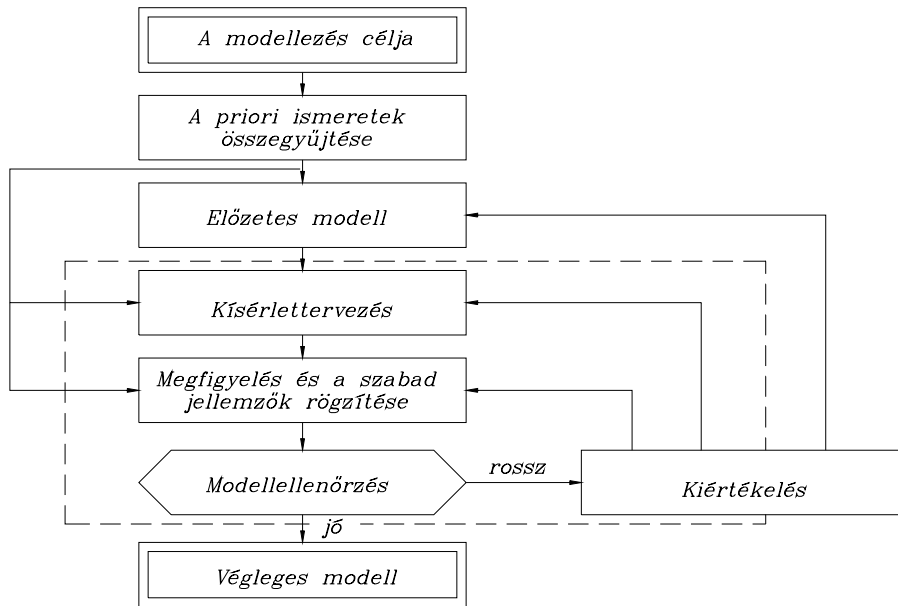 A modellezés célja
A priori ismeretek
összegyűjtése
Előzetes modell
Kísérlettervezés
Megfigyelés és a szabad
jellemzők rögzítése
Modellellenőrzés
rossz
Kiértékelés
jó
Végleges modell